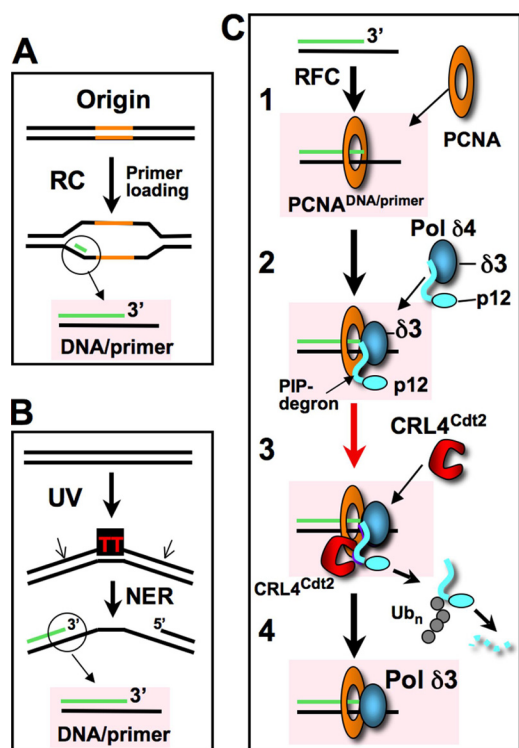 A
Origin
RC
Primer
loading
3’
DNA/primer
B
UV
TT
NER
3’
5’
3’
DNA/primer
C
3’
RFC
1
PCNA
PCNA^DNA/primer
Pol δ4
2
δ3
p12
δ3
PIP-
degron
p12
CRL4^Cdt2
3
CRL4^Cdt2
Ub_n
4
Pol δ3